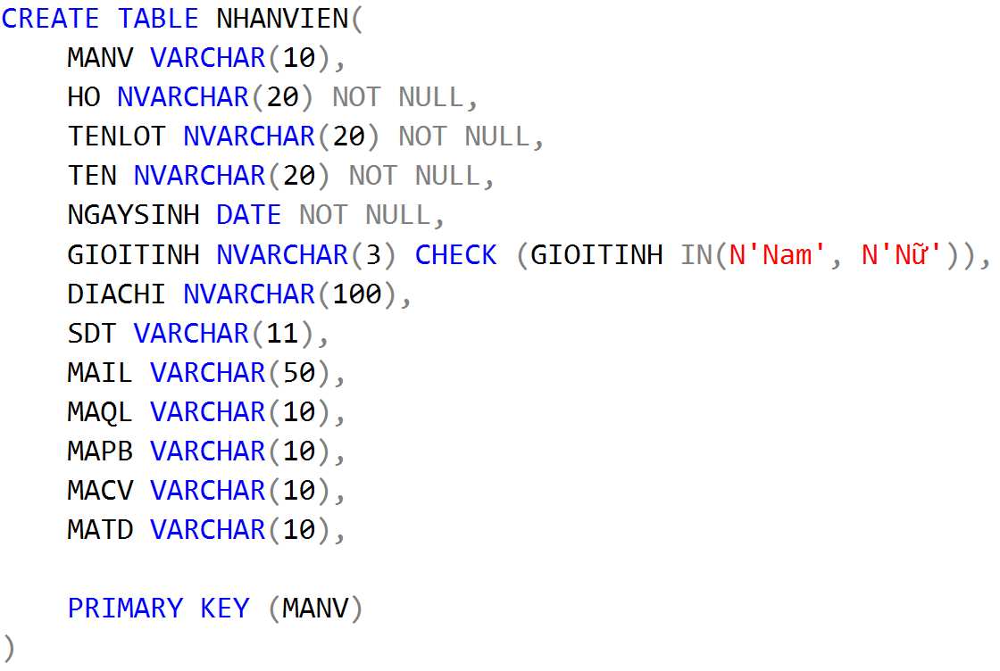 CREATE TABLE NHANVIEN(
    MANV VARCHAR(10),
    HO NVARCHAR(20) NOT NULL,
    TENLOT NVARCHAR(20) NOT NULL,
    TEN NVARCHAR(20) NOT NULL,
    NGAYSINH DATE NOT NULL,
    GIOITINH NVARCHAR(3) CHECK (GIOITINH IN(N'Nam', N'Nữ')),
    DIACHI NVARCHAR(100),
    SDT VARCHAR(11),
    MAIL VARCHAR(50),
    MAQL VARCHAR(10),
    MAPB VARCHAR(10),
    MACV VARCHAR(10),
    MATD VARCHAR(10),
    PRIMARY KEY (MANV)
)